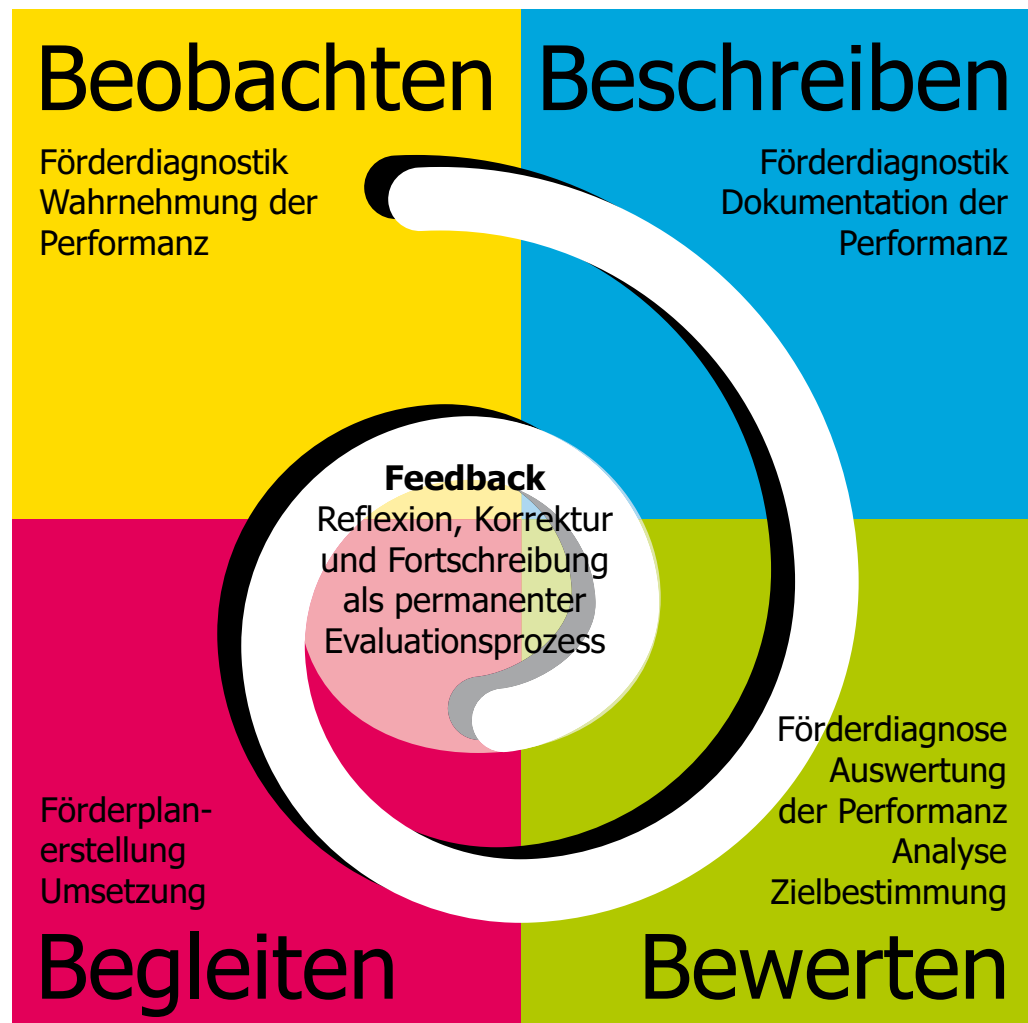 Beobachten
Förderdiagnostik
Wahrnehmung der
Performanz
Beschreiben
Förderdiagnostik
Dokumentation der
Performanz
Feedback
Reflexion, Korrektur
und Fortschreibung
als permanenter
Evaluationsprozess
Förderplan-
erstellung
Umsetzung
Begleiten
Förderdiagnose
Auswertung
der Performanz
Analyse
Zielbestimmung
Bewerten